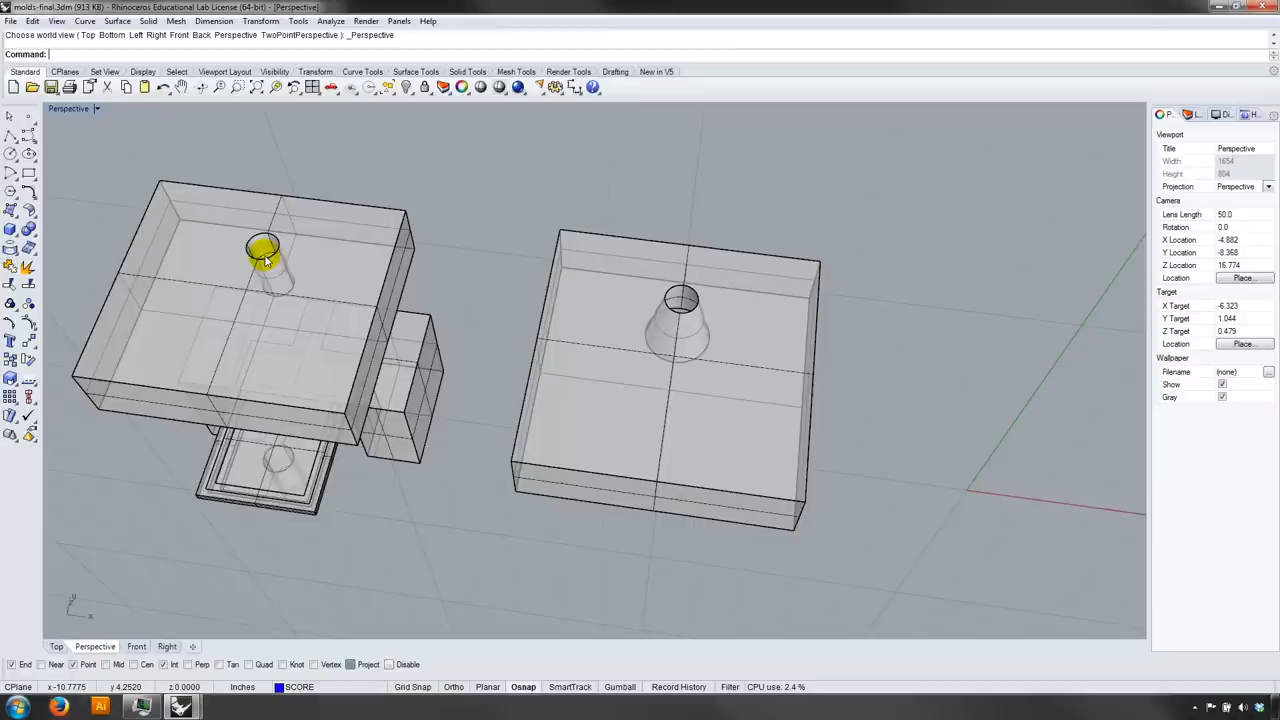 molds-final.3dm (913 KB) - Rhinoceros Educational Lab License (64-bit) - [Perspective]
File Edit View Curve Surface Solid Mesh Dimension Transform Tools Analyze Render Panels Help
Choose world view ( Top Bottom Left Right Front Back Perspective TwoPointPerspective ): _Perspective
Command:
Standard CPlanes Set View Display Select Viewport Layout Visibility Transform Curve Tools Surface Tools Solid Tools Mesh Tools Render Tools Drafting New in V5
Perspective
P... L... Di... H...
Viewport
Title Perspective
Width 1654
Height 804
Projection Perspective
Camera
Lens Length 50.0
Rotation 0.0
X Location -4.882
Y Location -8.368
Z Location 16.774
Location Place...
Target
X Target -6.323
Y Target 1.044
Z Target 0.479
Location Place...
Wallpaper
Filename (none) ...
Show
Gray
y
x
Top Perspective Front Right
End Near Point Mid Cen Int Perp Tan Quad Knot Vertex Project Disable
CPlane x -10.7775 y 4.2520 z 0.0000 Inches SCORE Grid Snap Ortho Planar Osnap SmartTrack Gumball Record History Filter CPU use: 2.4 %
Ai